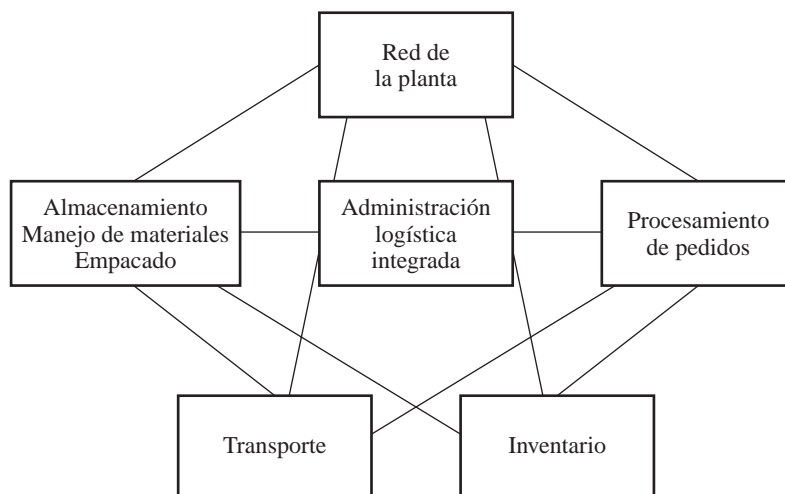 Red de
la planta
Almacenamiento
Manejo de materiales
Empacado
Administración
logística
integrada
Procesamiento
de pedidos
Transporte
Inventario